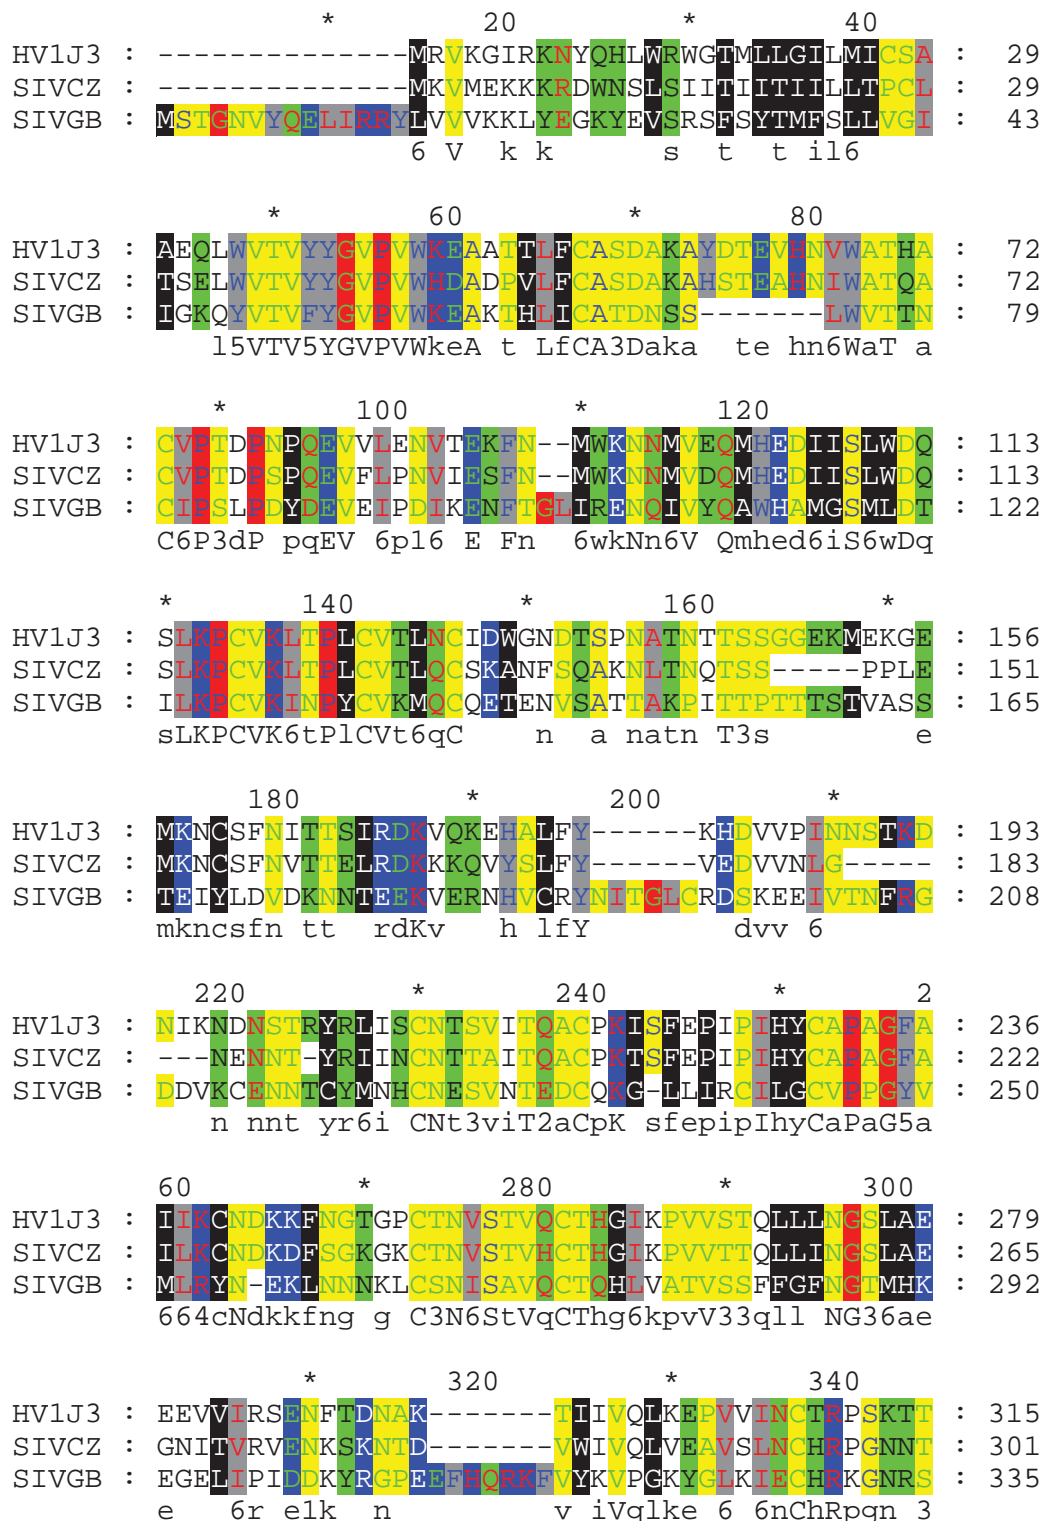 * 20 * 40
HV1J3 : --------------MRVKGIRKNYQHLWRWGTMLLGILMICSA : 29
SIVCZ : --------------MKVMEKKKRDWNSLSIITIITIILLTPCL : 29
SIVGB : MSTGNVYQELIRRYLVVVKKLYEGKYEVSRSFSYTMFSLLVGI : 43
6 V k k s t t il6
* 60 * 80
HV1J3 : AEQLWVTVYYGVPVWKEAATTLFCASDAKAYDTEVHNVWATHA : 72
SIVCZ : TSELWVTVYYGVPVWHDADPVLFCASDAKAHSTEAHNIWATQA : 72
SIVGB : IGKQYVTVFYGVPVWKEAKTHLICATDNSS-------LWVTTN : 79
l5VTV5YGVPVWkeA t LfCA3Daka te hn6WaT a
* 100 * 120
HV1J3 : CVPTDPNPQEVVLENVTEKFN--MWKNNMVEQMHEDIISLWDQ : 113
SIVCZ : CVPTDPSPQEVFLPNVIESFN--MWKNNMVDQMHEDIISLWDQ : 113
SIVGB : CIPSLPDYDEVEIPDIKENFTGLIRENQIVYQAWHAMGSMLDT : 122
C6P3dP pqEV 6p16 E Fn 6wkNn6V Qmhed6iS6wDq
* 140 * 160 *
HV1J3 : SLKPCVKLTPLCVTLNCIDWGNDTSPNATNTTSSGGEKMEKGE : 156
SIVCZ : SLKPCVKLTPLCVTLQCSKANFSQAKNLTNQTSS-----PPLE : 151
SIVGB : ILKPCVKINPYCVKMQCQETENVSATTAKPITTPTTTSTVASS : 165
sLKPCVK6tPlCVt6qC n a natn T3s e
180 * 200 *
HV1J3 : MKNCSFNITTSIRDKVQKEHALFY------KHDVVPINNSTKD : 193
SIVCZ : MKNCSFNVTTELRDKKKQVYSLFY------VEDVVNLG----- : 183
SIVGB : TEIYLDVDKNNTEEKVERNHVCRYNITGLCRDSKEEIVTNFRG : 208
mkncsfn tt rdKv h lfY dvv 6
220 * 240 * 2
HV1J3 : NIKNDNSTRYRLISCNTSVITQACPKISFEPIPIHYCAPAGFA : 236
SIVCZ : ---NENNT-YRIINCNTTAITQACPKTSFEPIPIHYCAPAGFA : 222
SIVGB : DDVKCENNTCYMNHCNESVNTEDCQKG-LLIRCILGCVPPGYV : 250
n nnt yr6i CNt3viT2aCpK sfepipIhyCaPaG5a
60 * 280 * 300
HV1J3 : IIKCNDKKFNGTGPCTNVSTVQCTHGIKPVVSTQLLLNGSLAE : 279
SIVCZ : ILKCNDKDFSGKGKCTNVSTVHCTHGIKPVVTTQLLINGSLAE : 265
SIVGB : MLRYN-EKLNNNKLCSNISAVQCTQHLVATVSSFFGFNGTMHK : 292
664cNdkkfng g C3N6StVqCThg6kpvV33qll NG36ae
* 320 * 340
HV1J3 : EEVVIRSENFTDNAK-------TIIVQLKEPVVINCTRPSKTT : 315
SIVCZ : GNITVRVENKSKNTD-------VWIVQLVEAVSLNCHRPGNNT : 301
SIVGB : EGELIPIDDKYRGPEEFHQRKFVYKVPGKYGLKIECHRKGNRS : 335
e 6r elk n v iVqlke 6 6nChRpgn 3